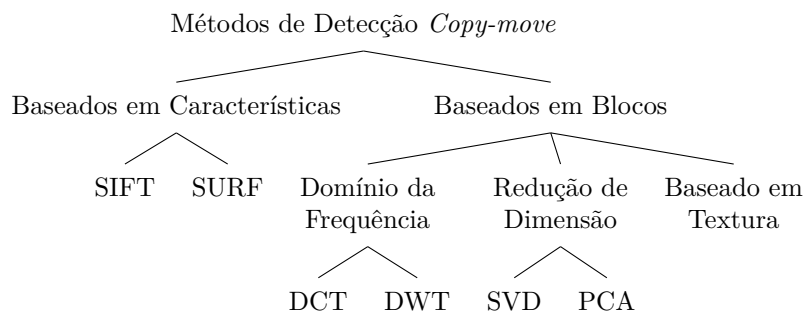 Métodos de Detecção Copy-move
Baseados em Características
Baseados em Blocos
SIFT
SURF
Domínio da
Frequência
Redução de
Dimensão
Baseado em
Textura
DCT
DWT
SVD
PCA